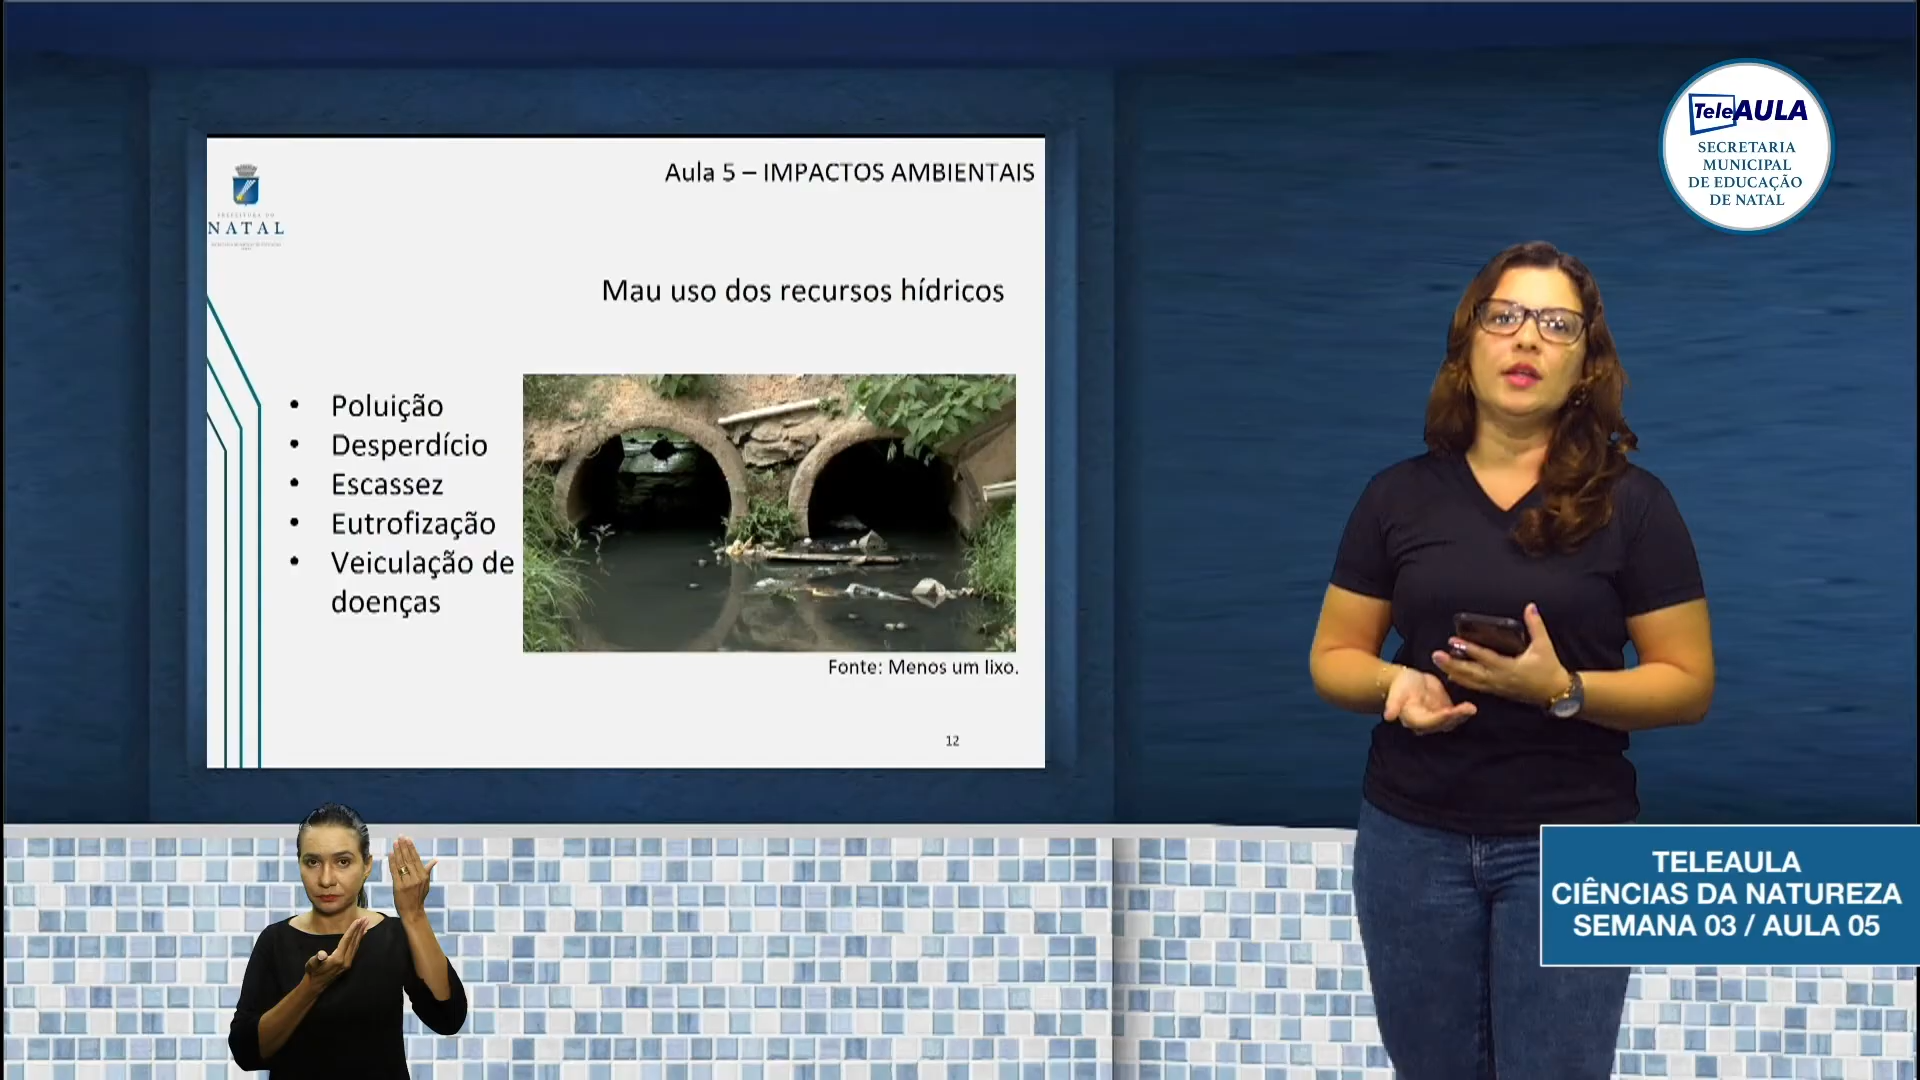 Aula 5 – IMPACTOS AMBIENTAIS
NATAL
Mau uso dos recursos hídricos
• Poluição
• Desperdício
• Escassez
• Eutrofização
• Veiculação de
doenças
Fonte: Menos um lixo.
12
TeleAULA
SECRETARIA
MUNICIPAL
DE EDUCAÇÃO
DE NATAL
TELEAULA
CIÊNCIAS DA NATUREZA
SEMANA 03 / AULA 05